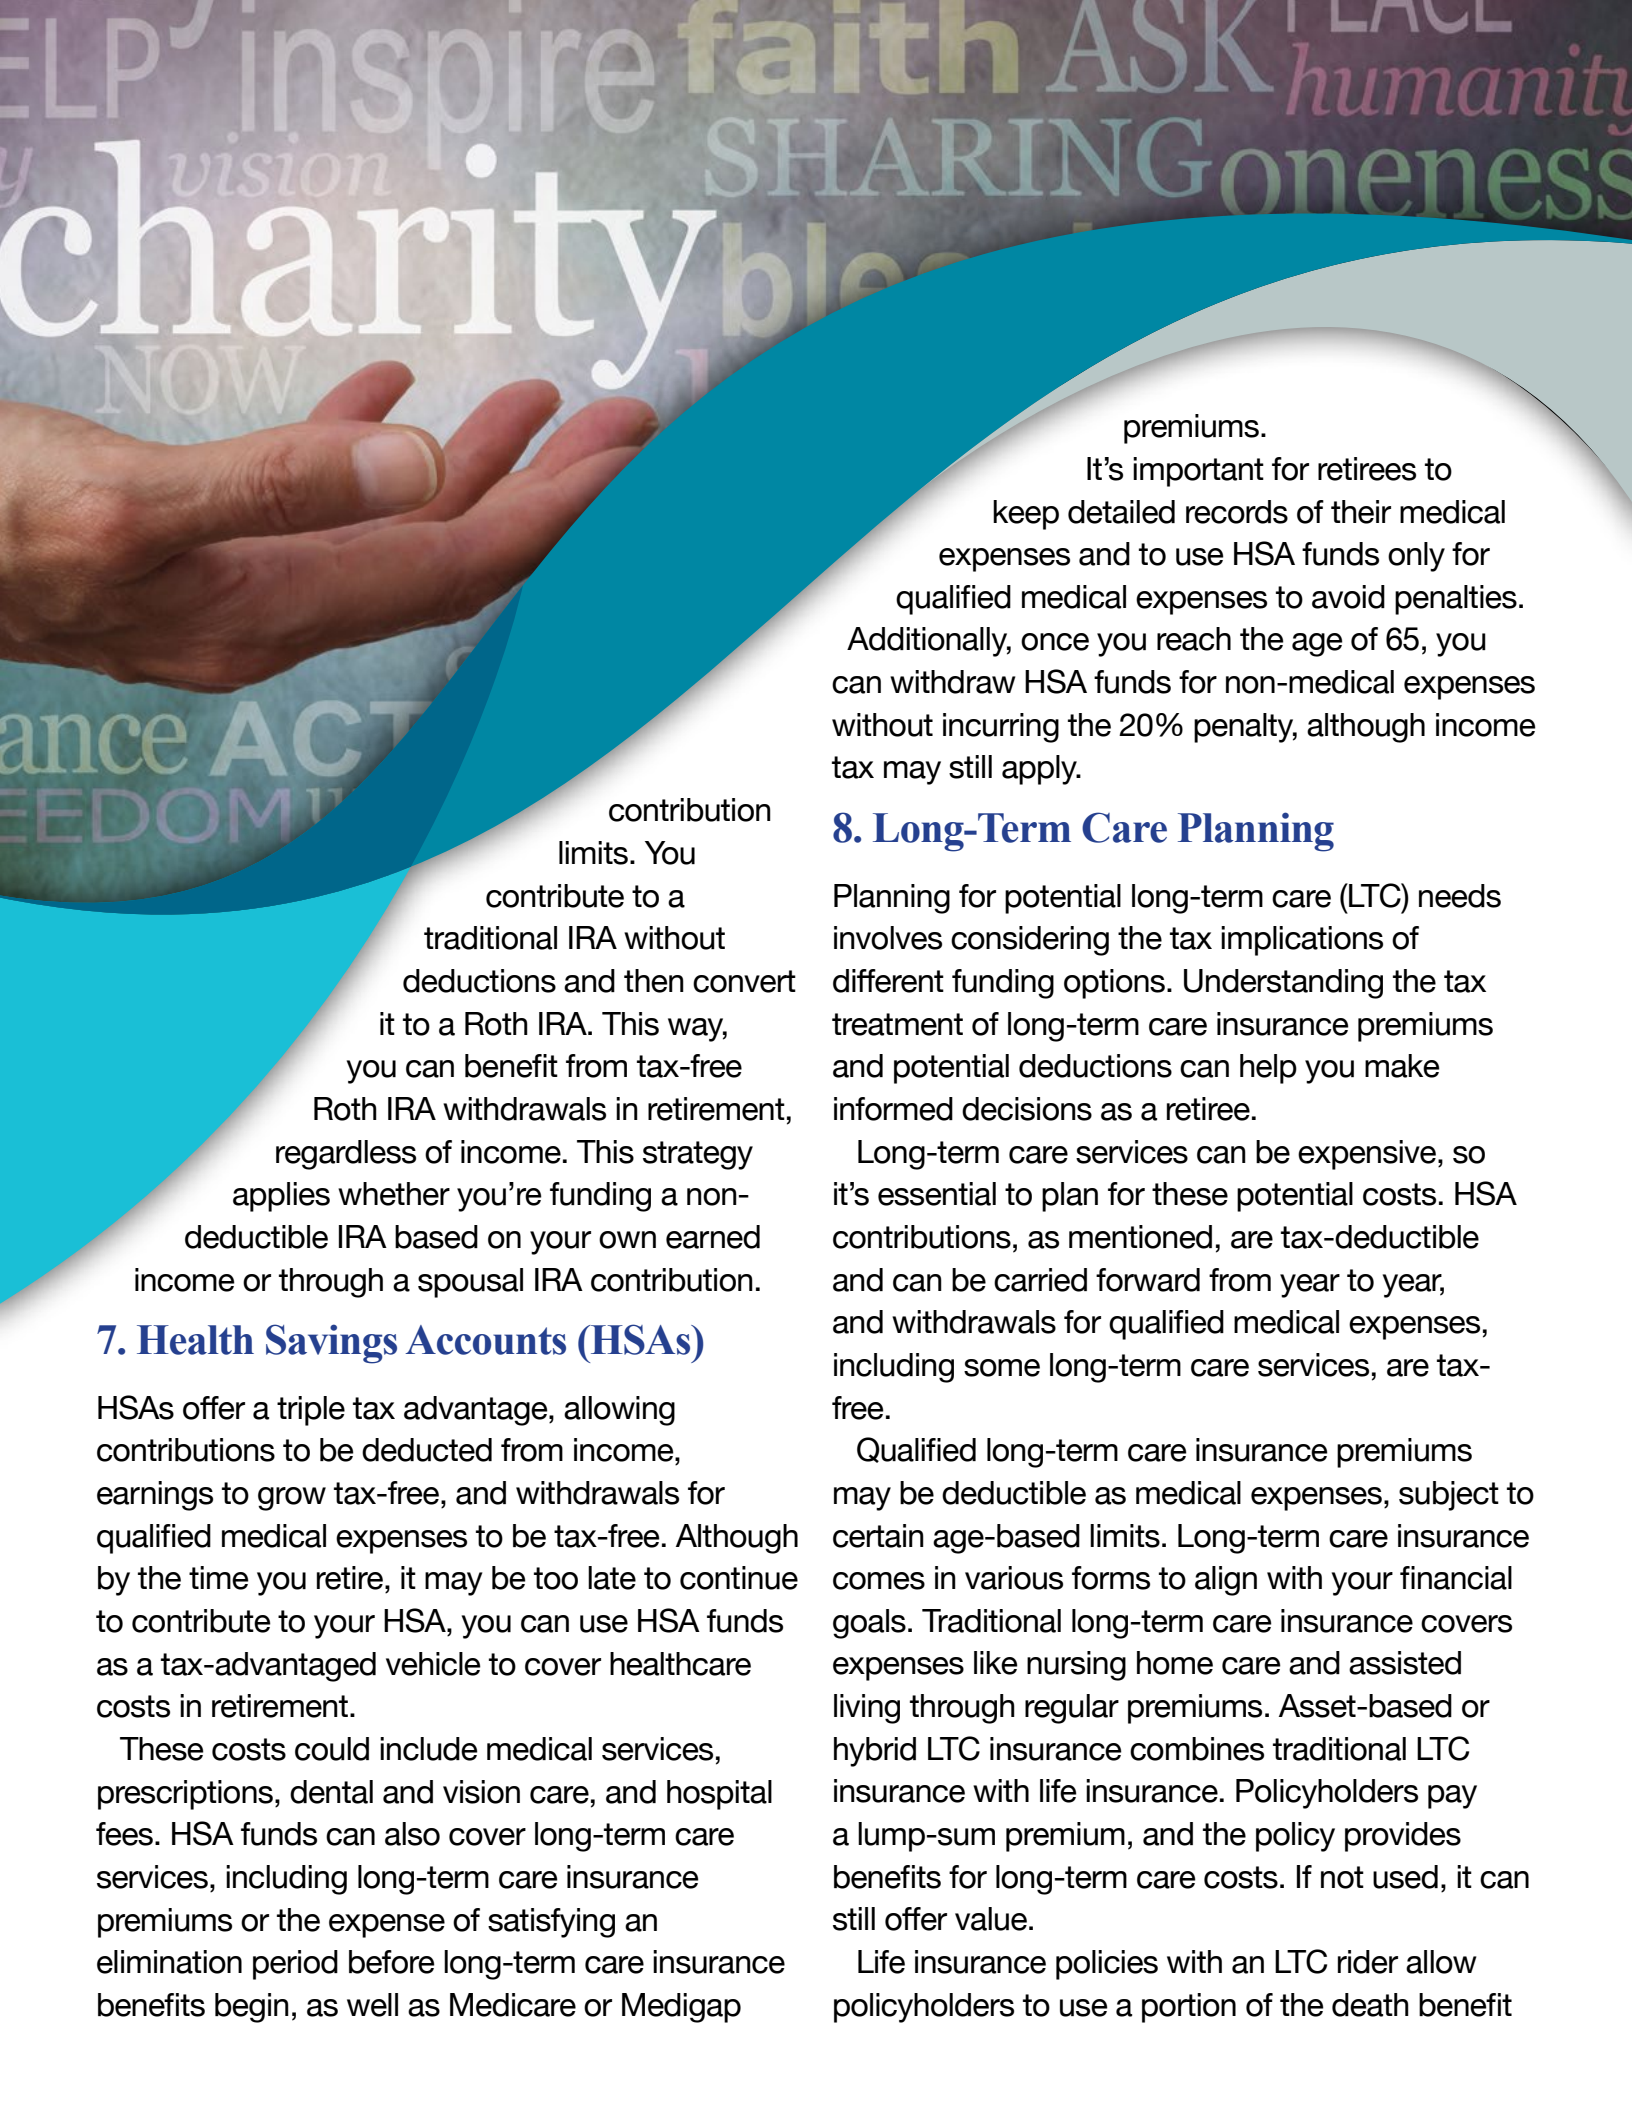 PEACE
ELP inspire faith ASK
humanity
SHARING
vision
oneness
charity
NOW
ance ACT
EEDOM
contribution
limits. You
contribute to a
traditional IRA without
deductions and then convert
it to a Roth IRA. This way,
you can benefit from tax-free
Roth IRA withdrawals in retirement,
regardless of income. This strategy
applies whether you’re funding a non-
deductible IRA based on your own earned
income or through a spousal IRA contribution.
7. Health Savings Accounts (HSAs)
HSAs offer a triple tax advantage, allowing
contributions to be deducted from income,
earnings to grow tax-free, and withdrawals for
qualified medical expenses to be tax-free. Although
by the time you retire, it may be too late to continue
to contribute to your HSA, you can use HSA funds
as a tax-advantaged vehicle to cover healthcare
costs in retirement.
These costs could include medical services,
prescriptions, dental and vision care, and hospital
fees. HSA funds can also cover long-term care
services, including long-term care insurance
premiums or the expense of satisfying an
elimination period before long-term care insurance
benefits begin, as well as Medicare or Medigap
premiums.
It’s important for retirees to
keep detailed records of their medical
expenses and to use HSA funds only for
qualified medical expenses to avoid penalties.
Additionally, once you reach the age of 65, you
can withdraw HSA funds for non-medical expenses
without incurring the 20% penalty, although income
tax may still apply.
8. Long-Term Care Planning
Planning for potential long-term care (LTC) needs
involves considering the tax implications of
different funding options. Understanding the tax
treatment of long-term care insurance premiums
and potential deductions can help you make
informed decisions as a retiree.
Long-term care services can be expensive, so
it’s essential to plan for these potential costs. HSA
contributions, as mentioned, are tax-deductible
and can be carried forward from year to year,
and withdrawals for qualified medical expenses,
including some long-term care services, are tax-
free.
Qualified long-term care insurance premiums
may be deductible as medical expenses, subject to
certain age-based limits. Long-term care insurance
comes in various forms to align with your financial
goals. Traditional long-term care insurance covers
expenses like nursing home care and assisted
living through regular premiums. Asset-based or
hybrid LTC insurance combines traditional LTC
insurance with life insurance. Policyholders pay
a lump-sum premium, and the policy provides
benefits for long-term care costs. If not used, it can
still offer value.
Life insurance policies with an LTC rider allow
policyholders to use a portion of the death benefit